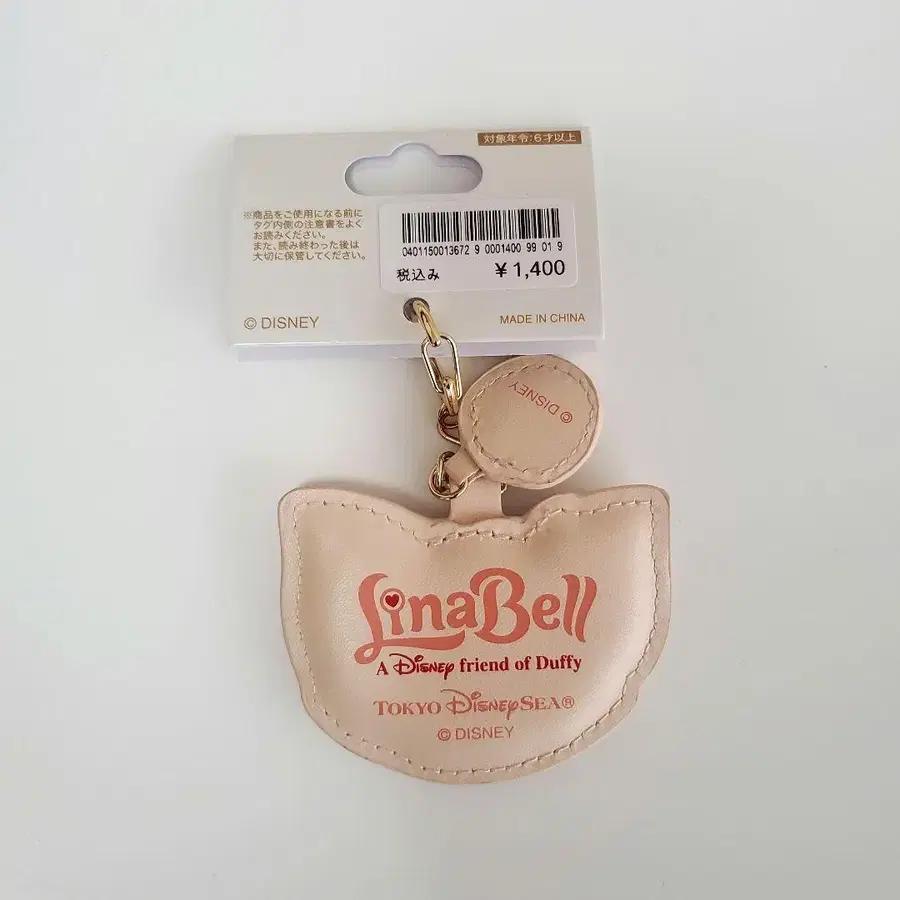 対象年令:6才以上
※商品をご使用になる前に
タグ内側の注意書をよく
お読みください。
また、読み終わった後は
大切に保管してください。
0401150013672 9 0001400 99 01 9
税込み ¥1,400
© DISNEY
MADE IN CHINA
© DISNEY
LinaBell
A Disney friend of Duffy
TOKYO DISNEYSEA®
© DISNEY